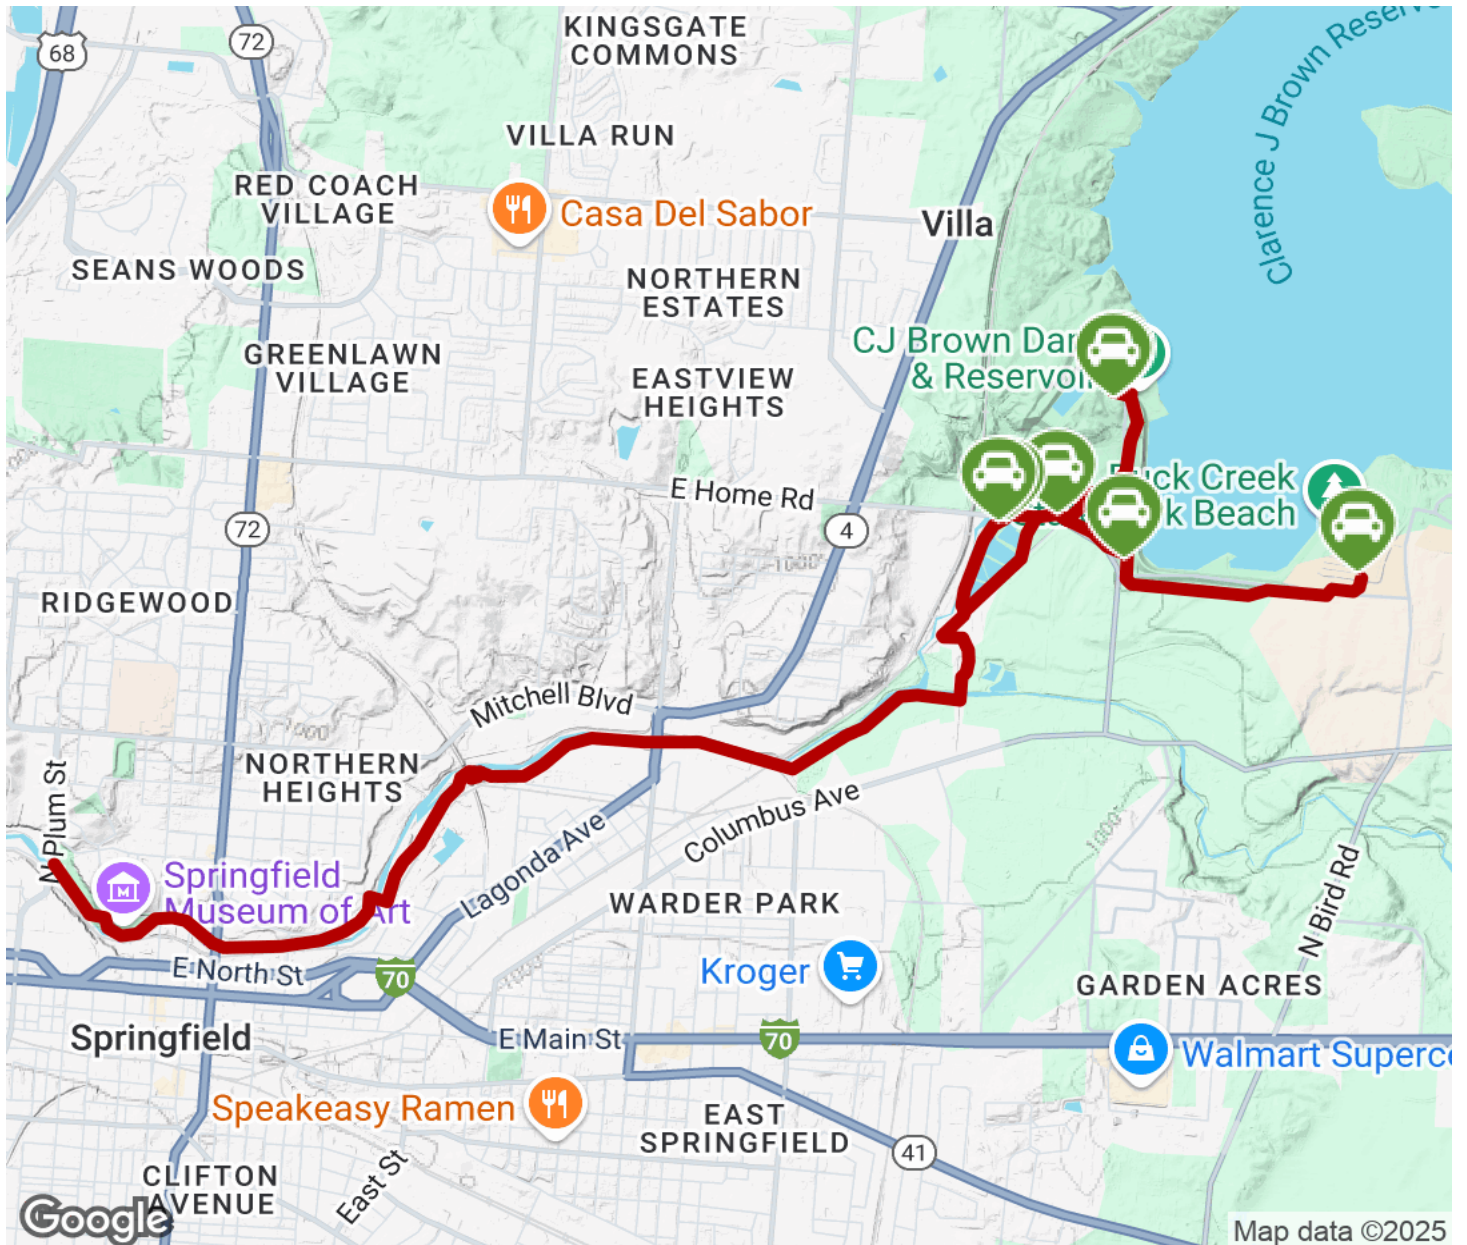 KINGSGATE
COMMONS
68
72
Clarence J Brown
VILLA RUN
RED COACH
VILLAGE
Casa Del Sabor
Villa
SEANS WOODS
NORTHERN
ESTATES
CJ Brown
& Reservoi
GREENLAWN
VILLAGE
EASTVIEW
HEIGHTS
E Home Rd
Creek
k Beach
72
4
1000
RIDGEWOOD
Mitchell Blvd
1000
NORTHERN
HEIGHTS
N Plum St
Columbus Ave
1000
Lagonda Ave
Springfield
Museum of Art
WARDER PARK
N Bird Rd
E North St
70
Kroger
GARDEN ACRES
Springfield
E Main St
70
Walmart Superc
Speakeasy Ramen
EAST
SPRINGFIELD
41
CLIFTON
AVENUE
East St
Google
Map data ©2025